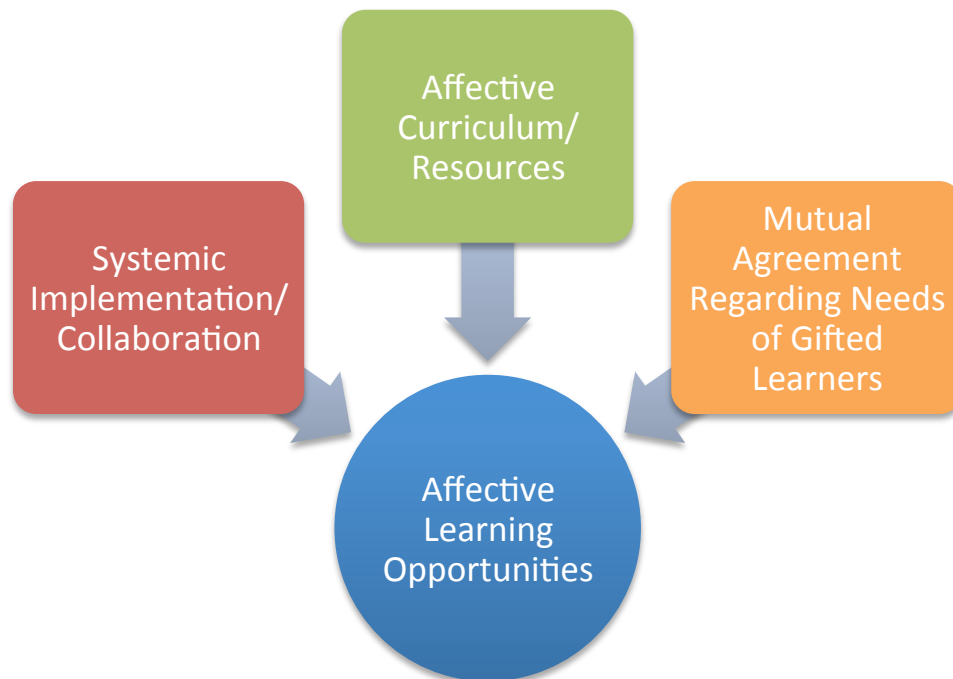 Affective
Curriculum/
Resources
Systemic
Implementation/
Collaboration
Mutual
Agreement
Regarding Needs
of Gifted
Learners
Affective
Learning
Opportunities